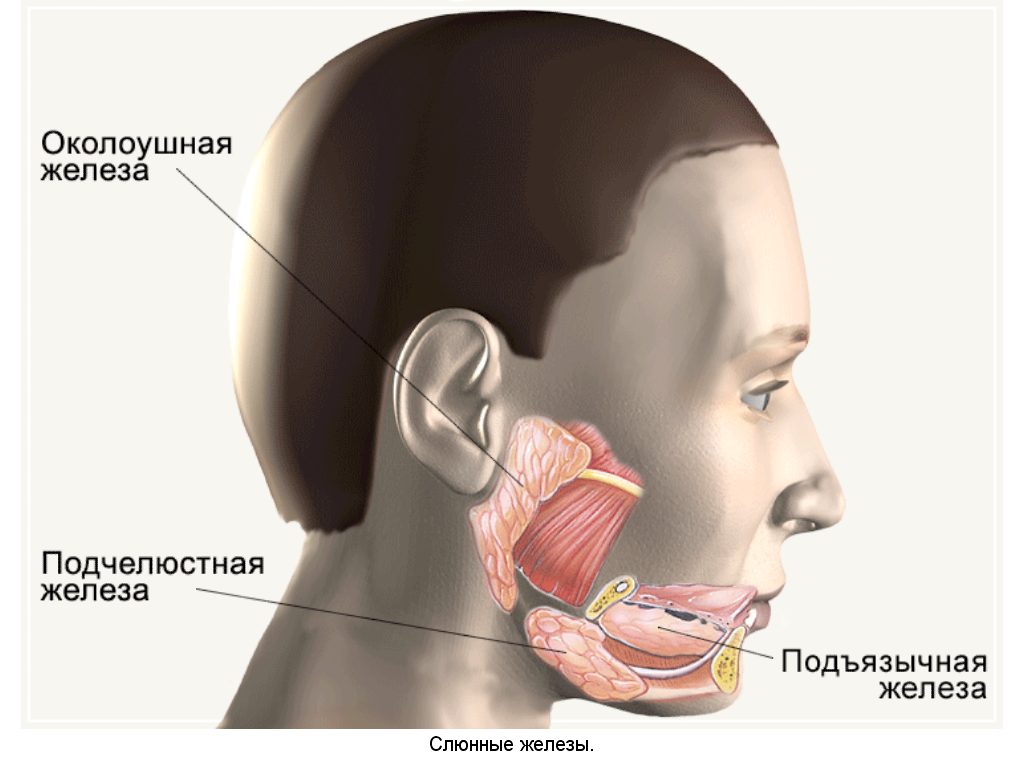 Околоушная
железа
Подчелюстная
железа
Подъязычная
железа
Слюнные железы.